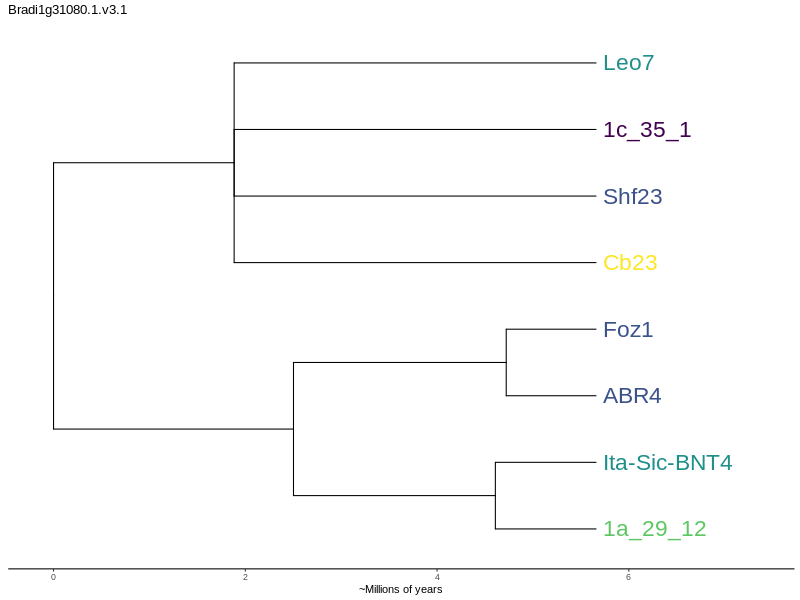 Bradi1g31080.1.v3.1
Leo7
1c_35_1
Shf23
Cb23
Foz1
ABR4
Ita-Sic-BNT4
1a_29_12
0 2 4 6
~Millions of years